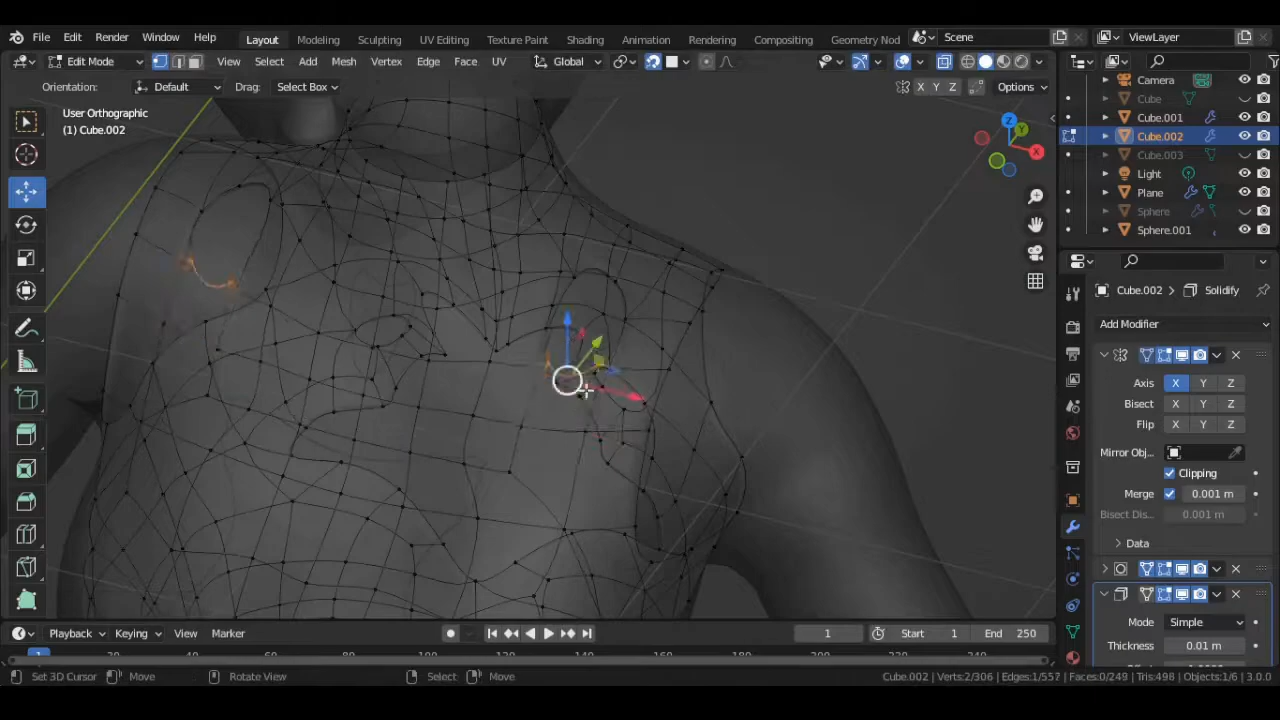 File Edit Render Window Help Layout Modeling Sculpting UV Editing Texture Paint Shading Animation Rendering Compositing Geometry Nod Scene ViewLayer
Edit Mode View Select Add Mesh Vertex Edge Face UV Global
Orientation: Default Drag: Select Box X Y Z Options
User Orthographic
(1) Cube.002
Z
Y
X
Camera
Cube
Cube.001
Cube.002
Cube.003
Light
Plane
Sphere
Sphere.001
Cube.002 > Solidify
Add Modifier
Axis X Y Z
Bisect X Y Z
Flip X Y Z
Mirror Obj...
Clipping
Merge 0.001 m
Bisect Dis... 0.001 m
> Data
Mode Simple
Thickness 0.01 m
Playback Keying View Marker 1 Start 1 End 250
1
Set 3D Cursor Move Rotate View Select Move Cube.002 | Verts:2/306 | Edges:1/557 | Faces:0/249 | Tris:498 | Objects:1/6 | 3.0.0